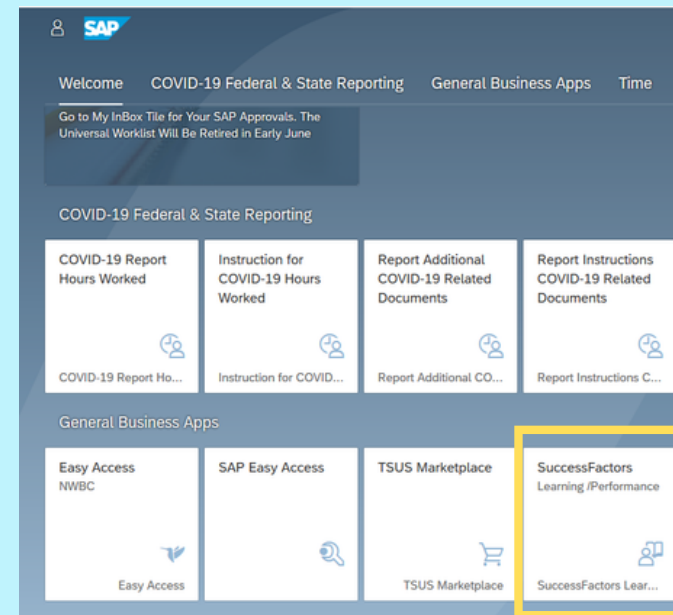 SAP
Welcome COVID-19 Federal & State Reporting General Business Apps Time
Go to My InBox Tile for Your SAP Approvals. The
Universal Worklist Will Be Retired in Early June
COVID-19 Federal & State Reporting
COVID-19 Report
Hours Worked
COVID-19 Report Ho...
Instruction for
COVID-19 Hours
Worked
Instruction for COVID...
Report Additional
COVID-19 Related
Documents
Report Additional CO...
Report Instructions
COVID-19 Related
Documents
Report Instructions C...
General Business Apps
Easy Access
NWBC
Easy Access
SAP Easy Access
TSUS Marketplace
TSUS Marketplace
SuccessFactors
Learning /Performance
SuccessFactors Lear...